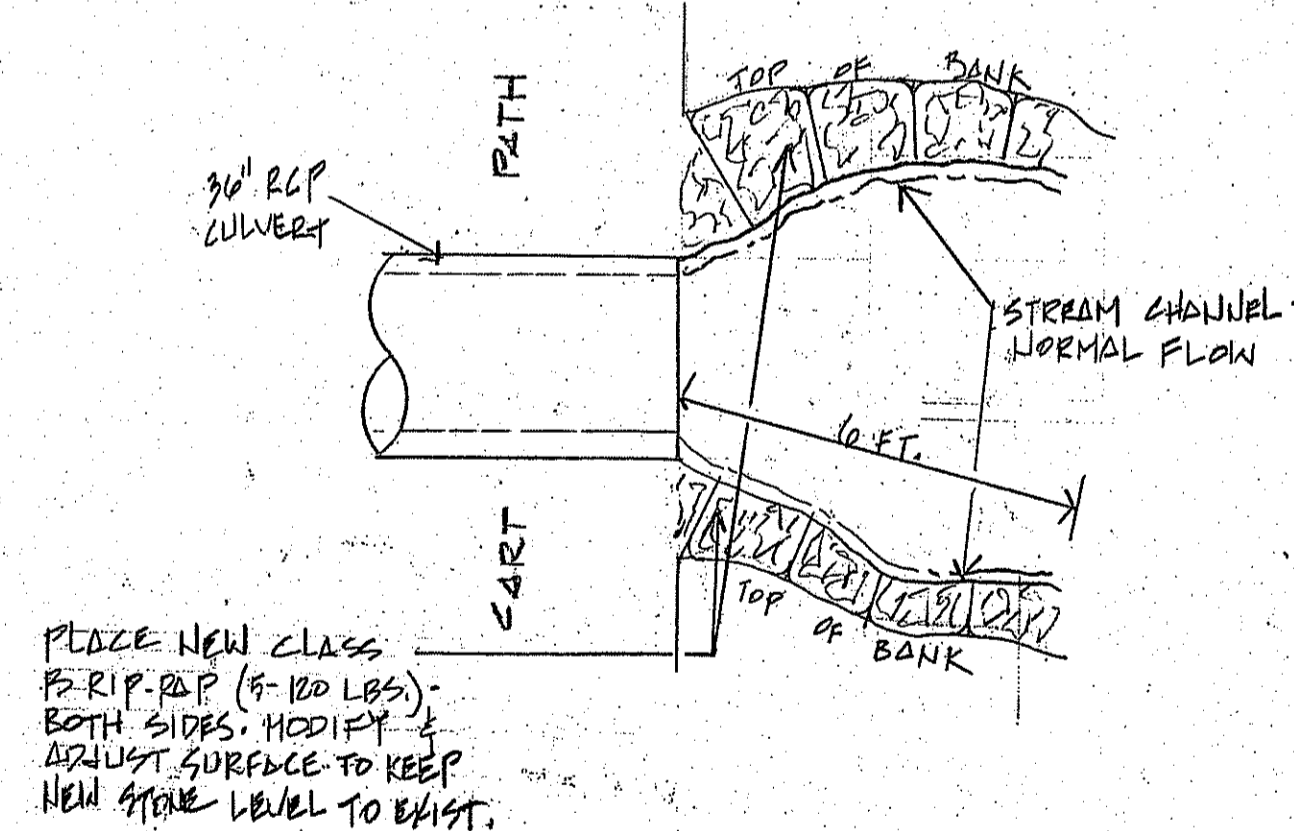 TOP OF BANK
PATH
36" RCP
CULVERT
STREAM CHANNEL
NORMAL FLOW
6 FT.
CART
TOP OF BANK
PLACE NEW CLASS
B RIP-RAP (5-120 LBS.)-
BOTH SIDES. MODIFY &
ADJUST SURFACE TO KEEP
NEW STONE LEVEL TO EXIST.